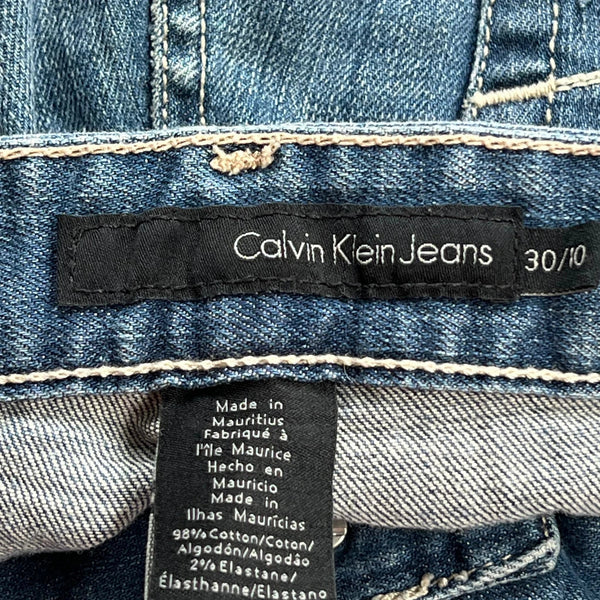 Calvin Klein Jeans
30/10
Made in
Mauritius
Fabriqué à
l'île Maurice
Hecho en
Mauricio
Made in
Ilhas Maurícias
98% Cotton/Coton/
Algodón/Algodão
2% Elastane/
Élasthanne/Elastano